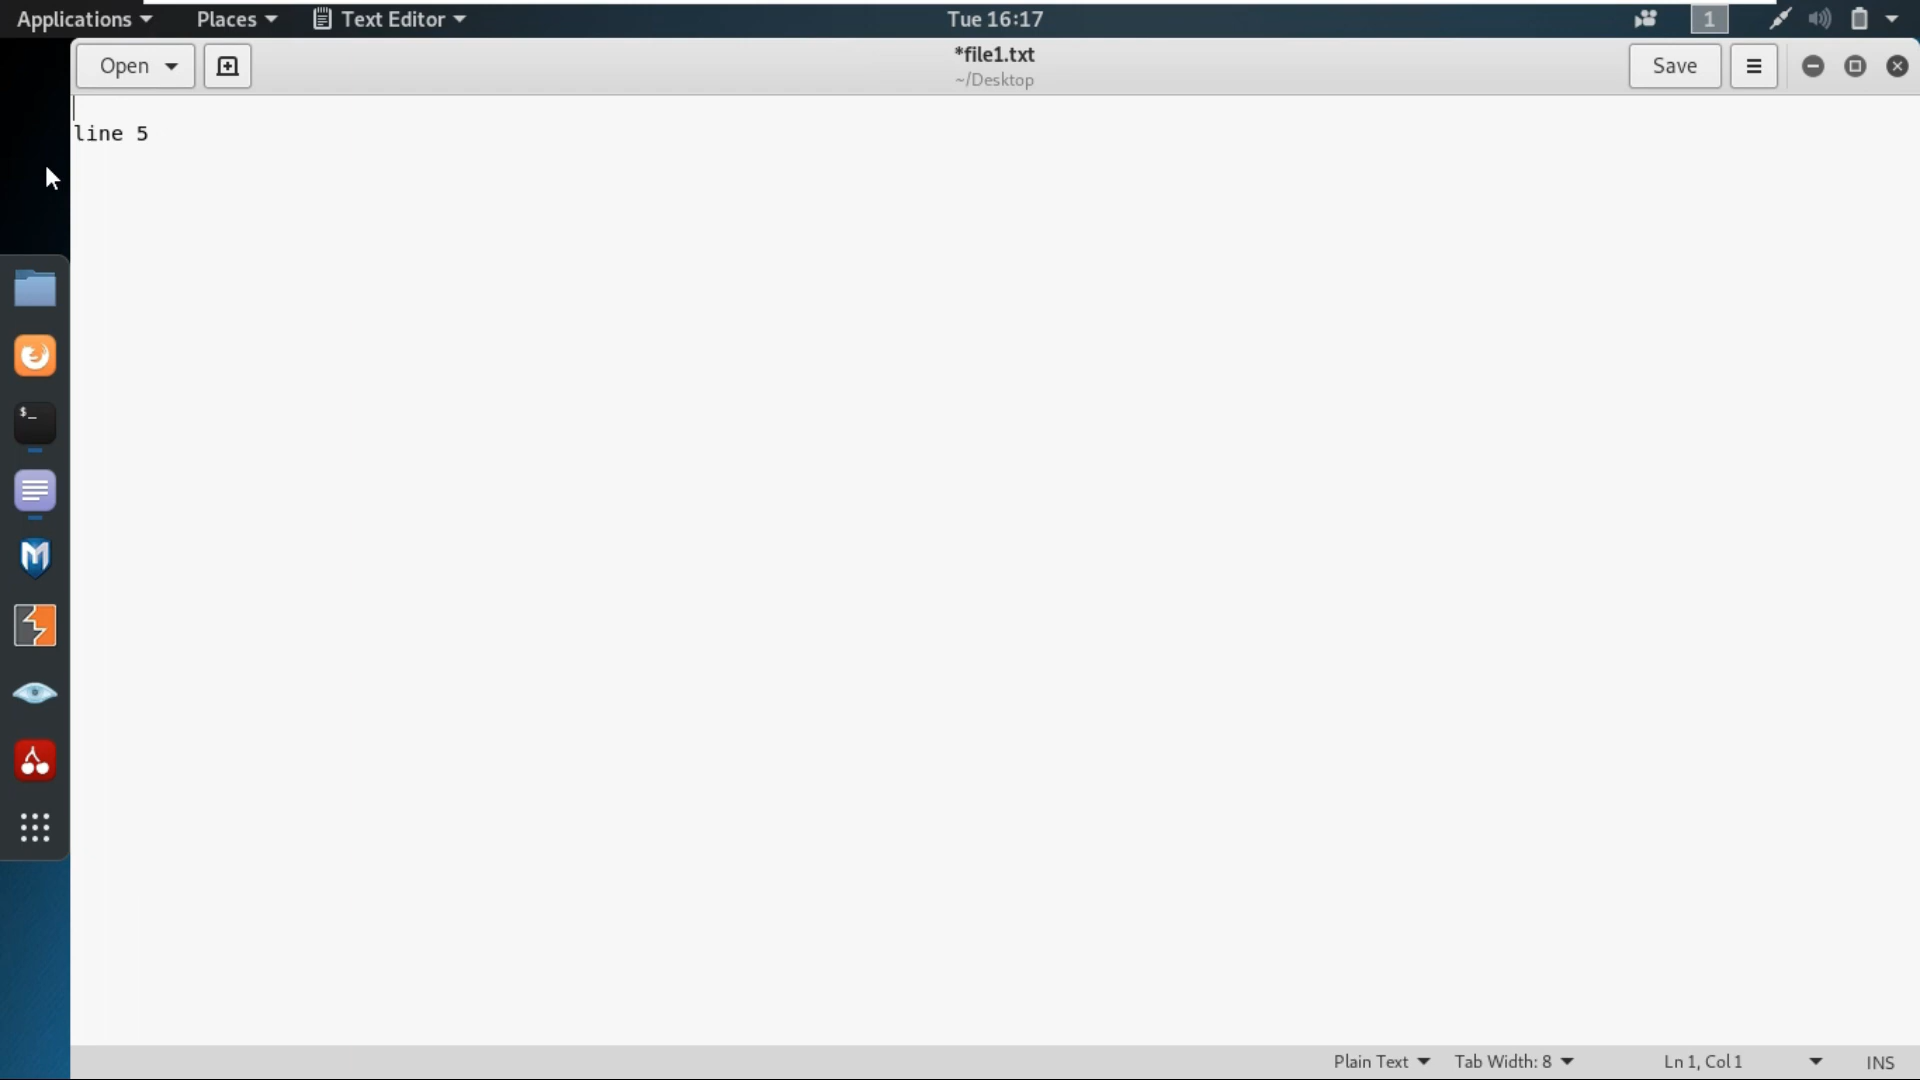 Applications Places Text Editor Tue 16:17 1
Open *file1.txt Save
~/Desktop
line 5
$_
Plain Text Tab Width: 8 Ln 1, Col 1 INS